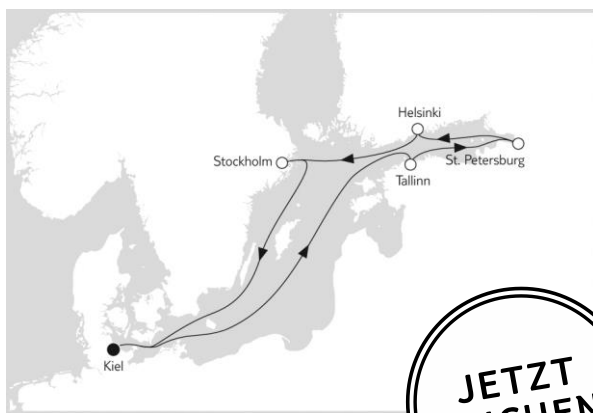 Helsinki
Stockholm
St. Petersburg
Tallinn
Kiel
JETZT